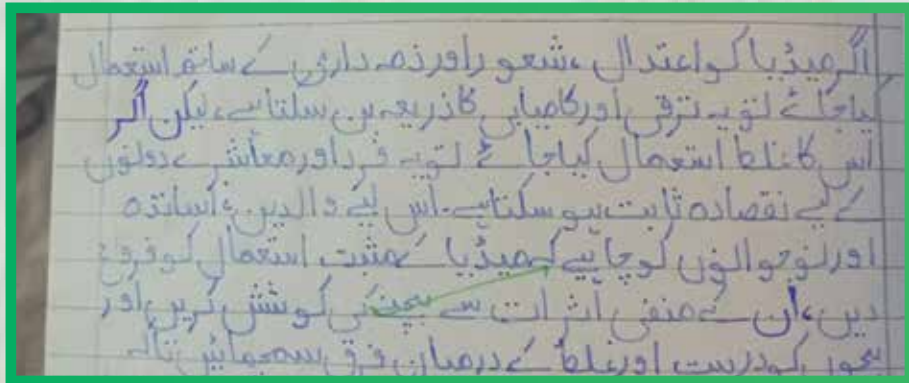 اگر میڈیا کو اعتدال ، شعور اور ذمہ داری کے ساتھ استعمال
کیا جائے تو یہ ترقی اور کامیابی کا ذریعہ بن سکتا ہے، لیکن اگر
اس کا غلط استعمال کیا جائے تو یہ فرد اور معاشرے دونوں
کے لیے نقصادہ ثابت ہو سکتا ہے۔ اس لیے والدین ، اساتذہ
اور نوجوانوں کو چاہیے کہ میڈیا کے مثبت استعمال کو فروغ
دیں، ان کے منفی اثرات سے بچنے کی کوشش کریں اور
بچوں کو درست اور غلط کے درمیان فرق سمجھائیں تاکہ